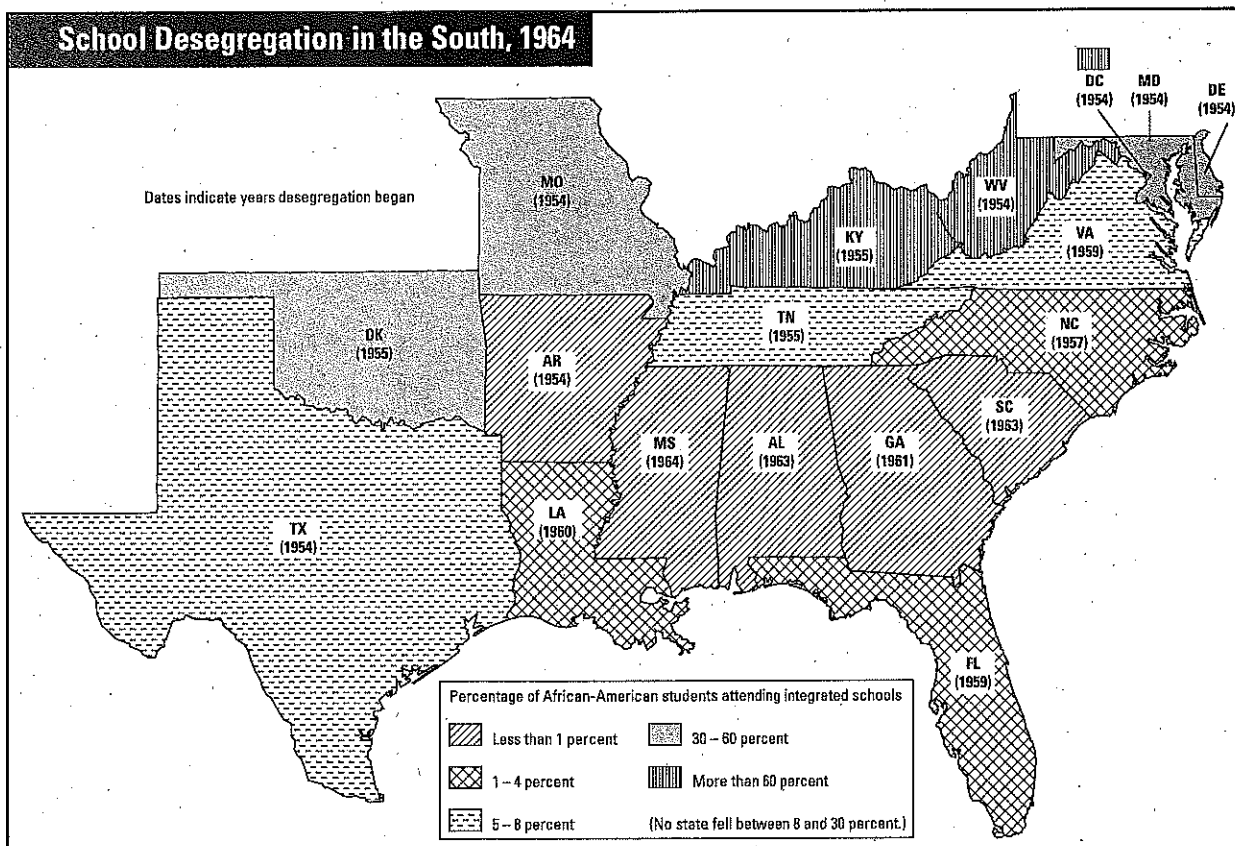 School Desegregation in the South, 1964
Dates indicate years desegregation began
DC
(1954)
MD
(1954)
DE
(1954)
MO
(1954)
WV
(1954)
KY
(1955)
VA
(1959)
DK
(1955)
AR
(1954)
TN
(1955)
NC
(1957)
SC
(1963)
MS
(1964)
AL
(1963)
GA
(1961)
LA
(1960)
TX
(1954)
FL
(1959)
Percentage of African-American students attending integrated schools
Less than 1 percent
30 – 60 percent
1 – 4 percent
More than 60 percent
5 – 8 percent
(No state fell between 8 and 30 percent.)